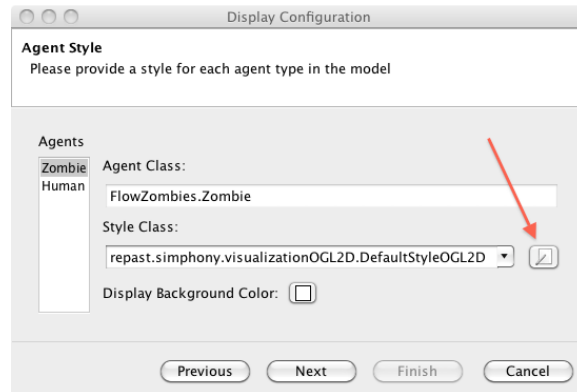 Display Configuration
Agent Style
Please provide a style for each agent type in the model
Agents
Zombie
Human
Agent Class:
FlowZombies.Zombie
Style Class:
repast.simphony.visualizationOGL2D.DefaultStyleOGL2D
Display Background Color:
Previous Next Finish Cancel